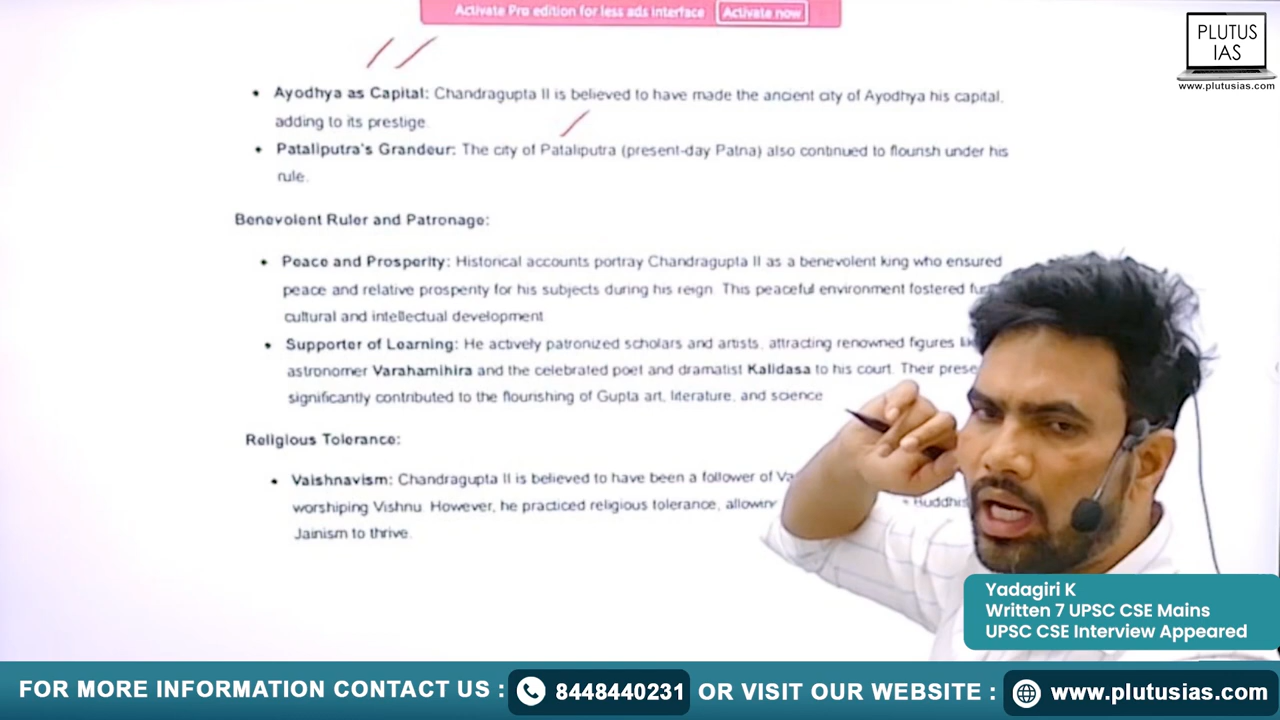 Activate Pro edition for less ads interface Activate now
PLUTUS
IAS
www.plutusias.com
• Ayodhya as Capital: Chandragupta II is believed to have made the ancient city of Ayodhya his capital,
adding to its prestige.
• Pataliputra's Grandeur: The city of Pataliputra (present-day Patna) also continued to flourish under his
rule.
Benevolent Ruler and Patronage:
• Peace and Prosperity: Historical accounts portray Chandragupta II as a benevolent king who ensured
peace and relative prosperity for his subjects during his reign. This peaceful environment fostered
cultural and intellectual development
• Supporter of Learning: He actively patronized scholars and artists, attracting renowned figures
astronomer Varahamihira and the celebrated poet and dramatist Kalidasa to his court. Their
significantly contributed to the flourishing of Gupta art, literature, and science
Religious Tolerance:
• Vaishnavism: Chandragupta II is believed to have been a follower of
worshiping Vishnu. However, he practiced religious tolerance,
Jainism to thrive.
Yadagiri K
Written 7 UPSC CSE Mains
UPSC CSE Interview Appeared
FOR MORE INFORMATION CONTACT US : 8448440231 OR VISIT OUR WEBSITE : www.plutusias.com